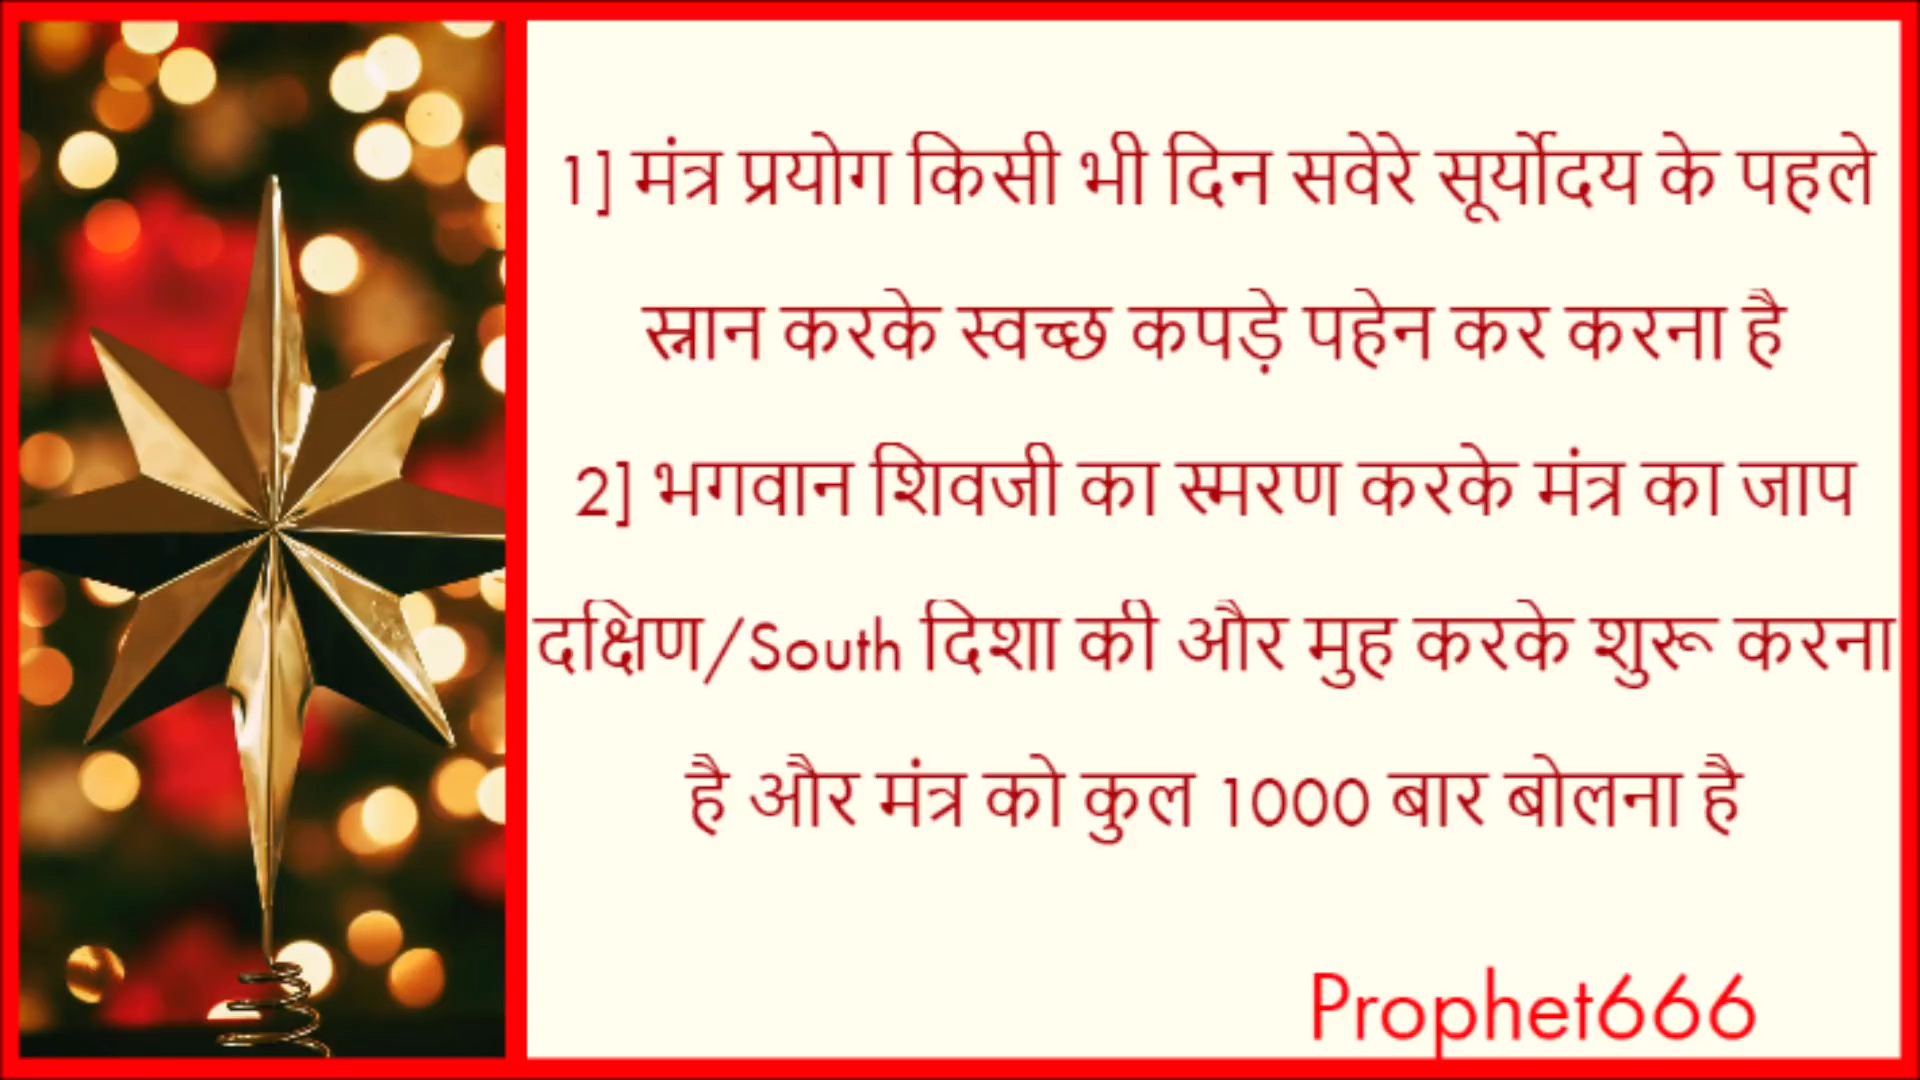 1] मंत्र प्रयोग किसी भी दिन सवेरे सूर्योदय के पहले
स्नान करके स्वच्छ कपड़े पहेन कर करना है
2] भगवान शिवजी का स्मरण करके मंत्र का जाप
दक्षिण/South दिशा की और मुह करके शुरू करना
है और मंत्र को कुल 1000 बार बोलना है
Prophet666